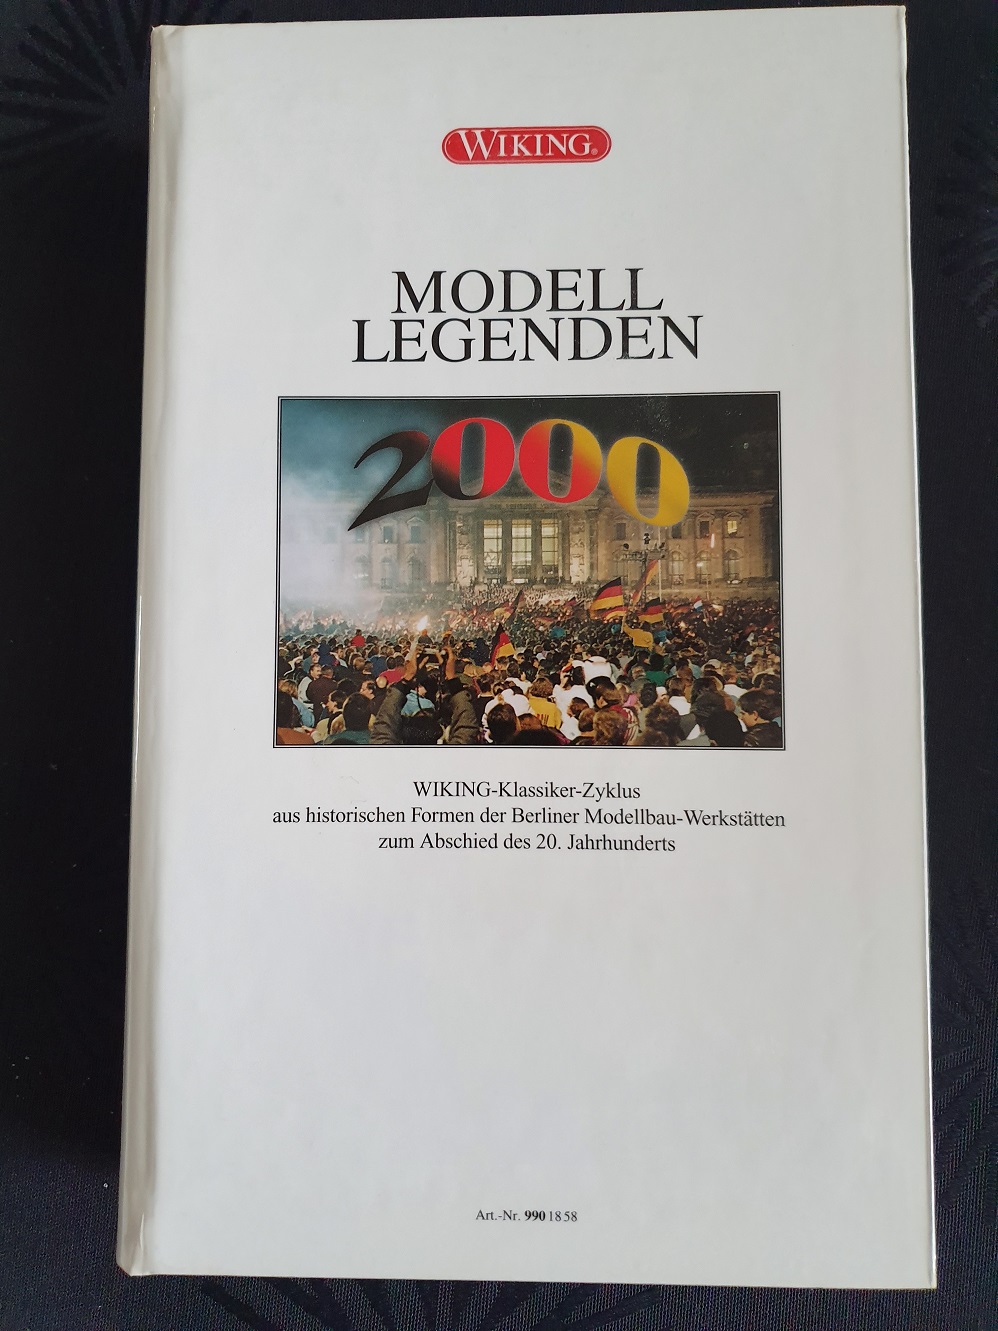 WIKING®
MODELL
LEGENDEN
2000
WIKING-Klassiker-Zyklus
aus historischen Formen der Berliner Modellbau-Werkstätten
zum Abschied des 20. Jahrhunderts
Art.-Nr. 990 18 58